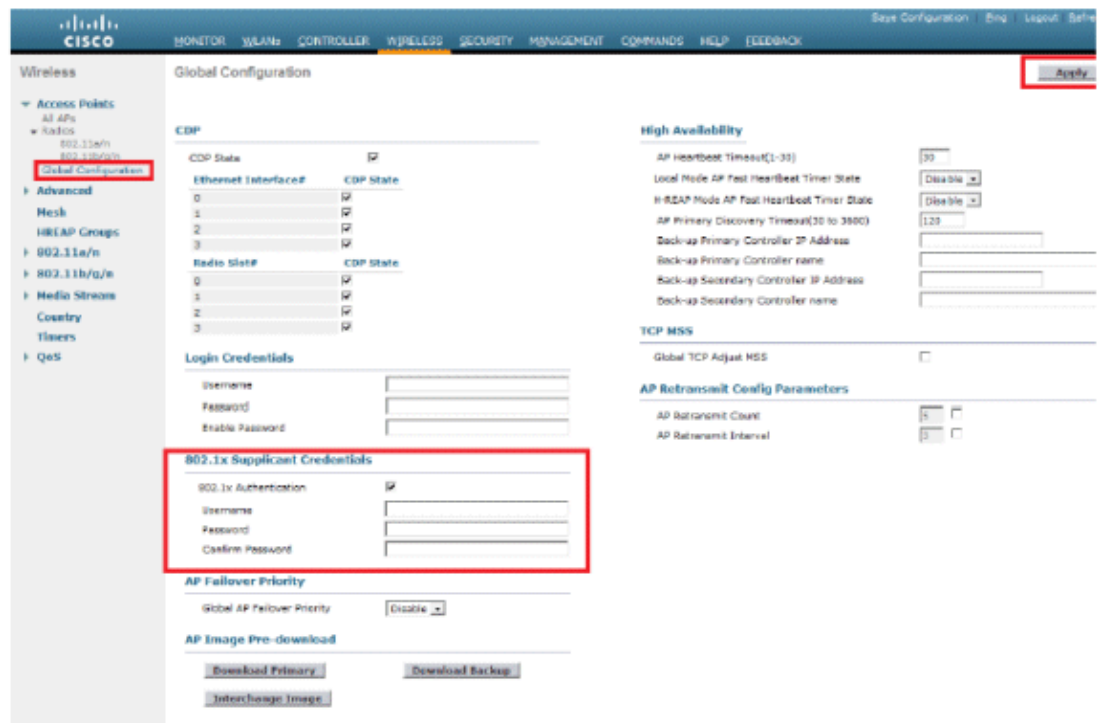 Save Configuration | Ping | Logout | Refre
CISCO
MONITOR WLANs CONTROLLER WIRELESS SECURITY MANAGEMENT COMMANDS HELP FEEDBACK
Wireless
Global Configuration
Apply
Access Points
All APs
Radios
802.11a/n
802.11b/g/n
Global Configuration
Advanced
Mesh
HREAP Groups
802.11a/n
802.11b/g/n
Media Stream
Country
Timers
QoS
CDP
CDP State
Ethernet Interface# CDP State
0
1
2
3
Radio Slot# CDP State
0
1
2
3
Login Credentials
Username
Password
Enable Password
802.1x Supplicant Credentials
802.1x Authentication
Username
Password
Confirm Password
AP Failover Priority
Global AP Failover Priority Disable
AP Image Pre-download
Download Primary Download Backup
Interchange Image
High Availability
AP Heartbeat Timeout(1-30) 30
Local Mode AP Fast Heartbeat Timer State Disable
H-REAP Mode AP Fast Heartbeat Timer State Disable
AP Primary Discovery Timeout(30 to 3600) 120
Back-up Primary Controller IP Address
Back-up Primary Controller name
Back-up Secondary Controller IP Address
Back-up Secondary Controller name
TCP MSS
Global TCP Adjust MSS
AP Retransmit Config Parameters
AP Retransmit Count
AP Retransmit Interval